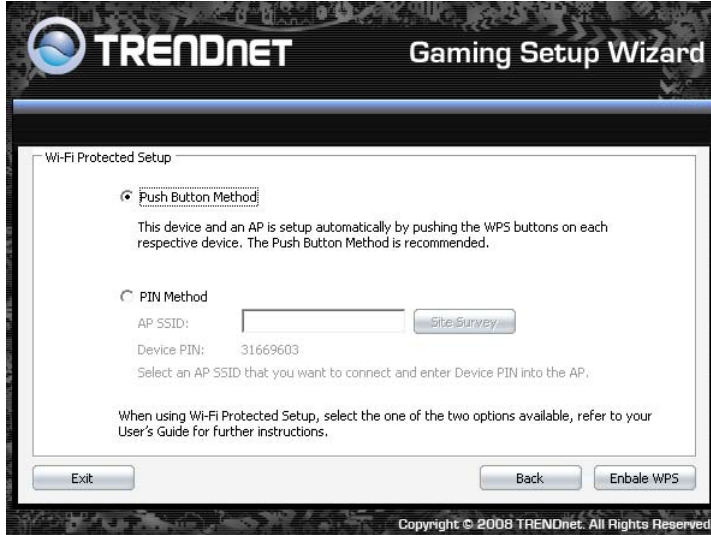 TRENDNET
Gaming Setup Wizard
Wi-Fi Protected Setup
Push Button Method
This device and an AP is setup automatically by pushing the WPS buttons on each
respective device. The Push Button Method is recommended.
PIN Method
AP SSID:
Site Survey
Device PIN: 31669603
Select an AP SSID that you want to connect and enter Device PIN into the AP.
When using Wi-Fi Protected Setup, select the one of the two options available, refer to your
User's Guide for further instructions.
Exit
Back
Enbale WPS
Copyright © 2008 TRENDnet. All Rights Reserved